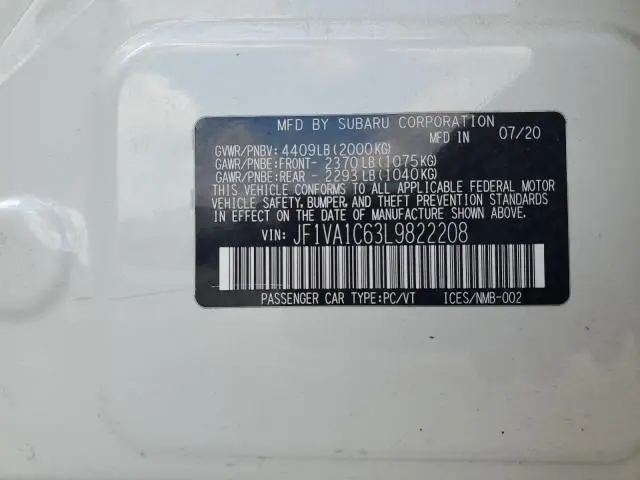 MFD BY SUBARU CORPORATION
MFD IN 07/20
GVWR/PNBV: 4409LB(2000KG)
GAWR/PNBE:FRONT- 2370LB(1075KG)
GAWR/PNBE:REAR - 2293LB(1040KG)
THIS VEHICLE CONFORMS TO ALL APPLICABLE FEDERAL MOTOR
VEHICLE SAFETY, BUMPER, AND THEFT PREVENTION STANDARDS
IN EFFECT ON THE DATE OF MANUFACTURE SHOWN ABOVE.
VIN: JF1VA1C63L9822208
PASSENGER CAR TYPE:PC/VT ICES/NMB-002